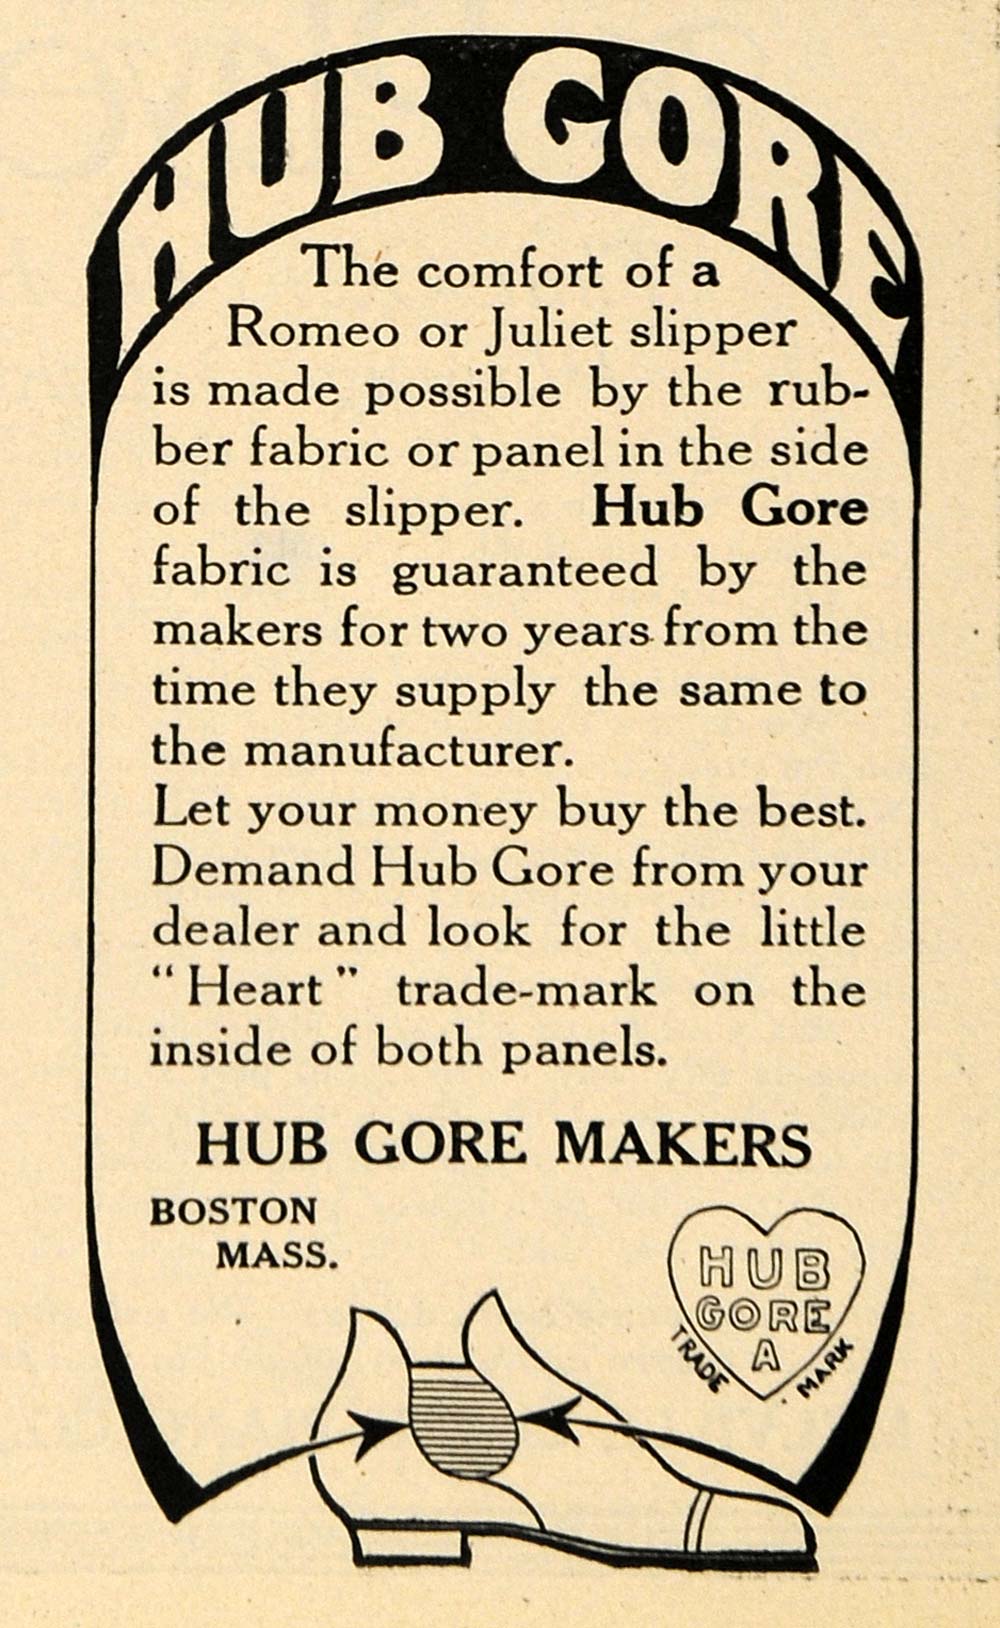 HUB GORE
The comfort of a
Romeo or Juliet slipper
is made possible by the rub-
ber fabric or panel in the side
of the slipper. Hub Gore
fabric is guaranteed by the
makers for two years from the
time they supply the same to
the manufacturer.
Let your money buy the best.
Demand Hub Gore from your
dealer and look for the little
"Heart" trade-mark on the
inside of both panels.
HUB GORE MAKERS
BOSTON
MASS.
HUB
GORE
A
TRADE MARK